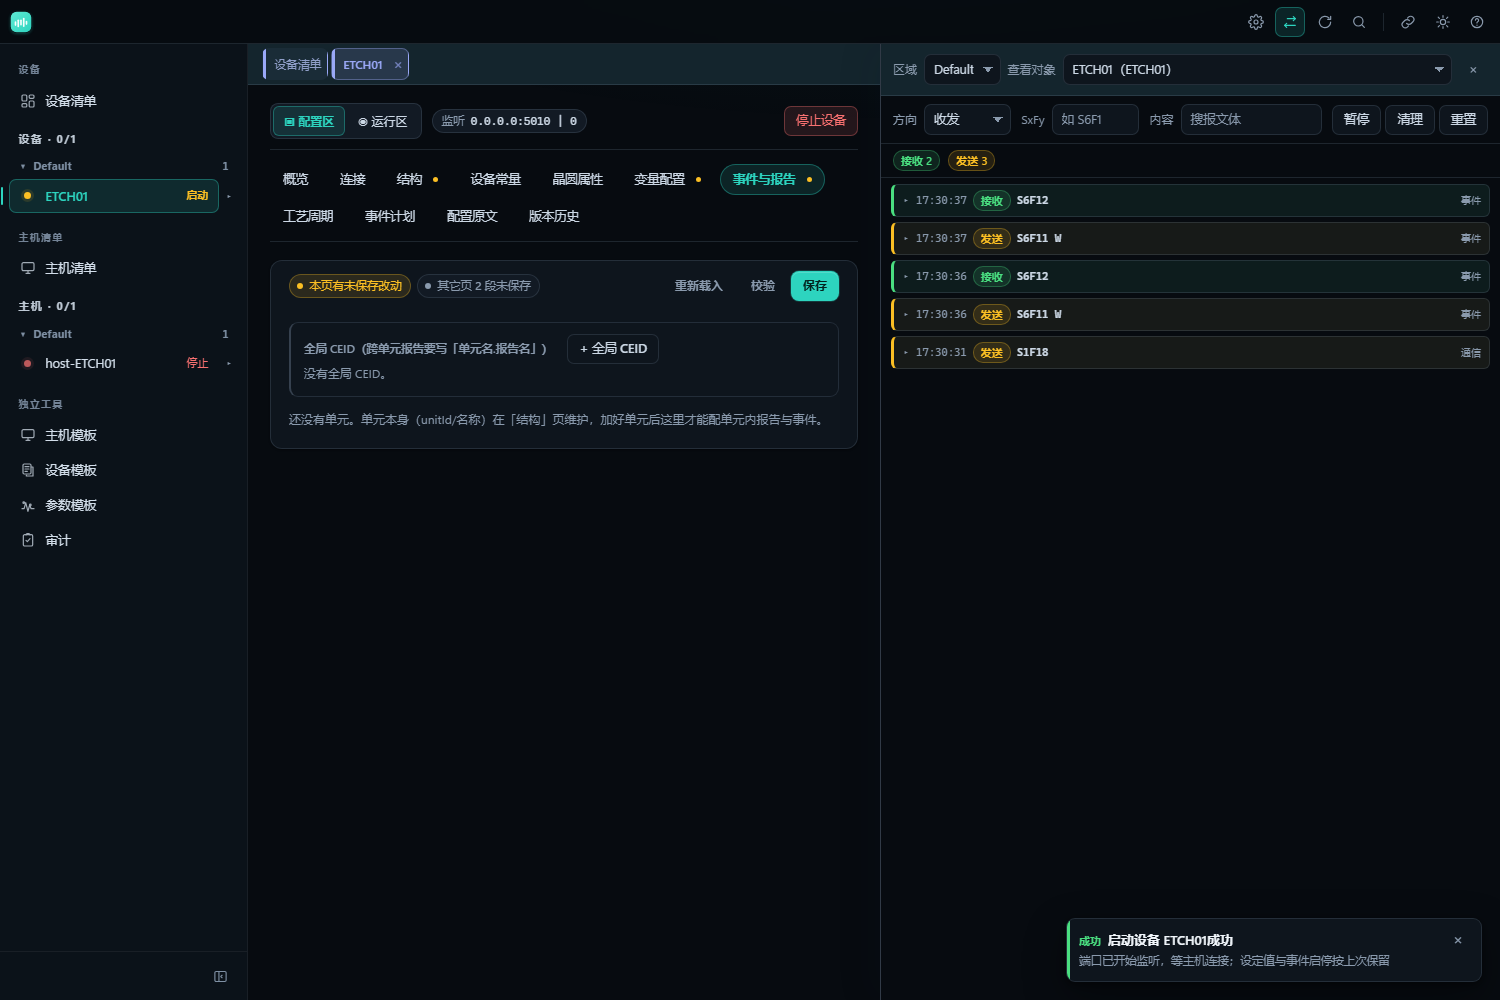 设备
设备清单
设备 · 0/1
Default 1
ETCH01 启动
主机清单
主机清单
主机 · 0/1
Default 1
host-ETCH01 停止
独立工具
主机模板
设备模板
参数模板
审计
设备清单 ETCH01 ×
配置区 运行区 监听 0.0.0.0:5010 | 0 停止设备
概览 连接 结构 设备常量 晶圆属性 变量配置 事件与报告
工艺周期 事件计划 配置原文 版本历史
本页有未保存改动 其它页 2 段未保存 重新载入 校验 保存
全局 CEID（跨单元报告要写「单元名.报告名」） + 全局 CEID
没有全局 CEID。
还没有单元。单元本身（unitId/名称）在「结构」页维护，加好单元后这里才能配单元内报告与事件。
区域 Default 查看对象 ETCH01（ETCH01） ×
方向 收发 SxFy 如 S6F1 内容 搜报文体 暂停 清理 重置
接收 2 发送 3
17:30:37 接收 S6F12 事件
17:30:37 发送 S6F11 W 事件
17:30:36 接收 S6F12 事件
17:30:36 发送 S6F11 W 事件
17:30:31 发送 S1F18 通信
成功 启动设备 ETCH01成功 ×
端口已开始监听，等主机连接；设定值与事件启停按上次保留